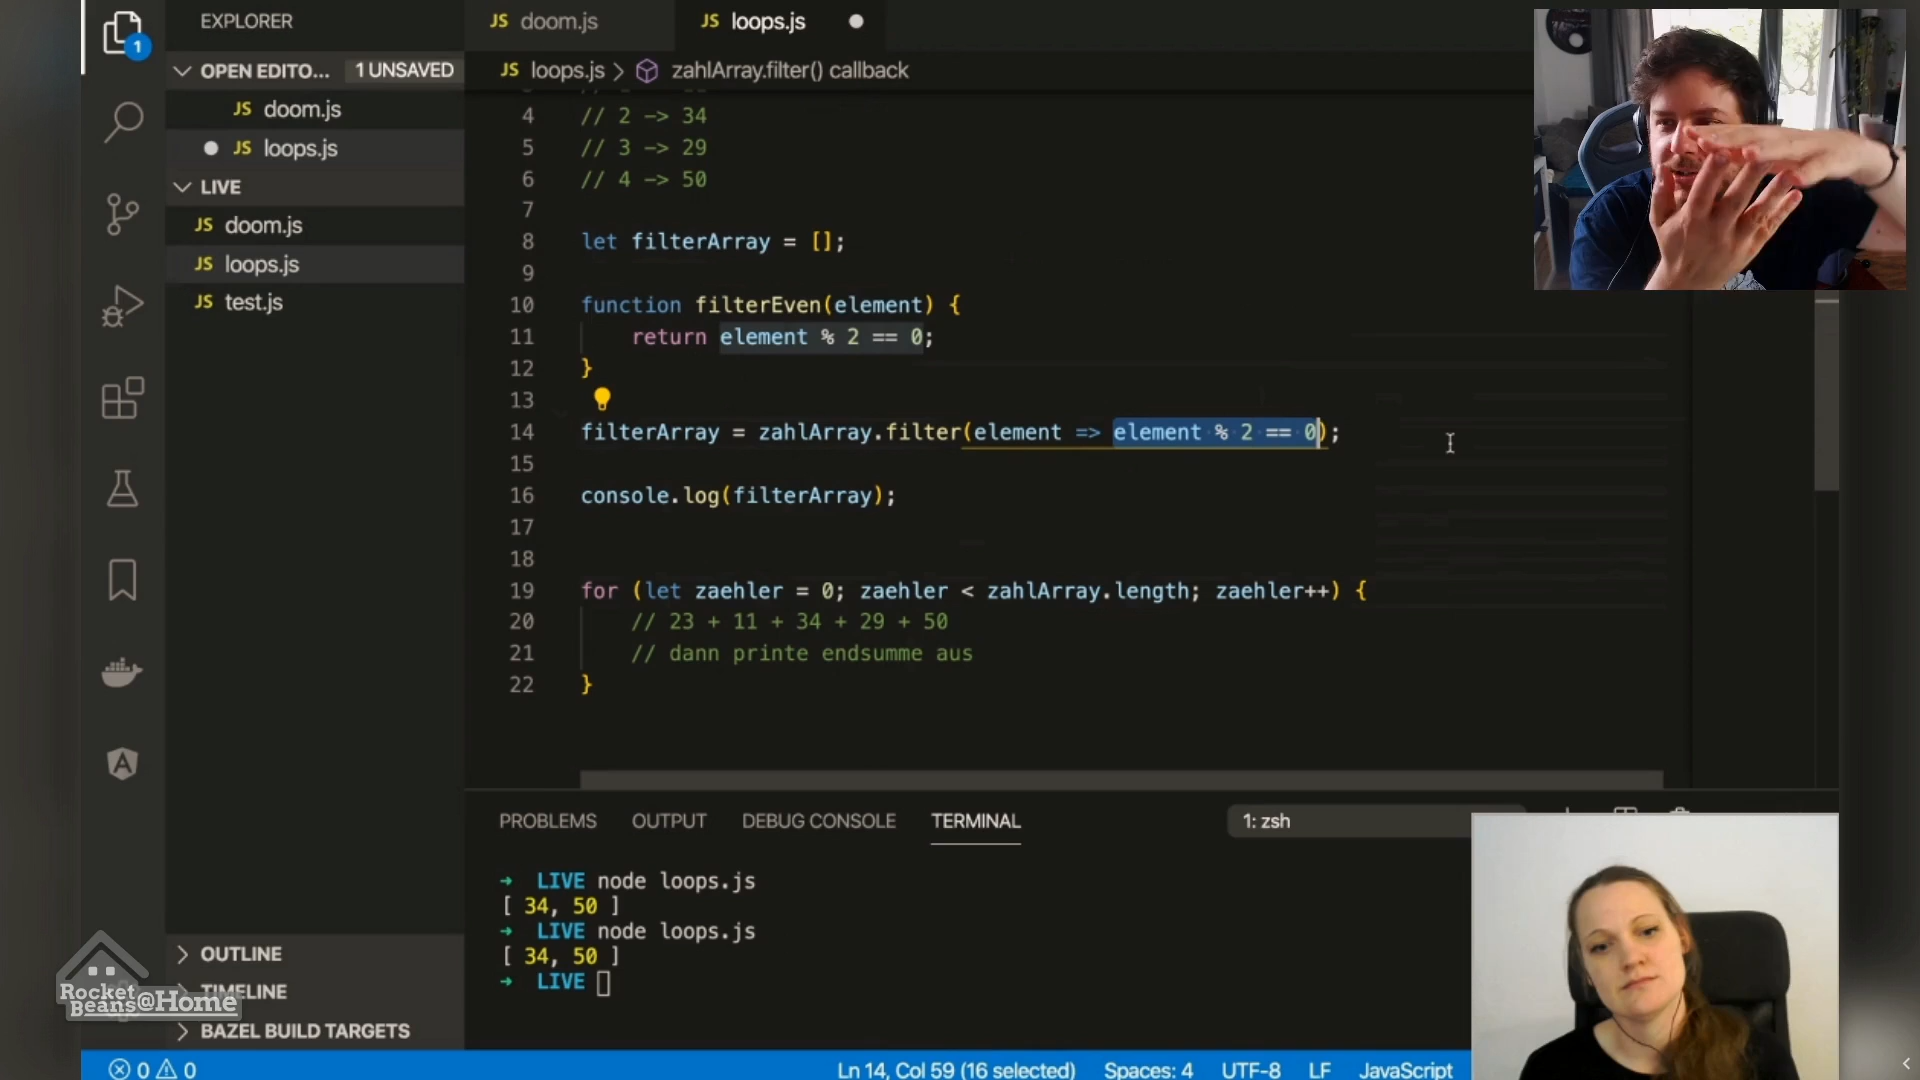 1
EXPLORER
OPEN EDITO... 1 UNSAVED
JS doom.js
JS loops.js
LIVE
JS doom.js
JS loops.js
JS test.js
OUTLINE
TIMELINE
BAZEL BUILD TARGETS
JS doom.js
JS loops.js
JS loops.js > zahlArray.filter() callback
4 // 2 -> 34
5 // 3 -> 29
6 // 4 -> 50
7
8 let filterArray = [];
9
10 function filterEven(element) {
11 return element % 2 == 0;
12 }
13
14 filterArray = zahlArray.filter(element => element % 2 == 0);
15
16 console.log(filterArray);
17
18
19 for (let zaehler = 0; zaehler < zahlArray.length; zaehler++) {
20 // 23 + 11 + 34 + 29 + 50
21 // dann printe endsumme aus
22 }
PROBLEMS OUTPUT DEBUG CONSOLE TERMINAL 1: zsh
➜ LIVE node loops.js
[ 34, 50 ]
➜ LIVE node loops.js
[ 34, 50 ]
➜ LIVE
Rocket
Beans@Home
0 0 Ln 14, Col 59 (16 selected) Spaces: 4 UTF-8 LF JavaScript